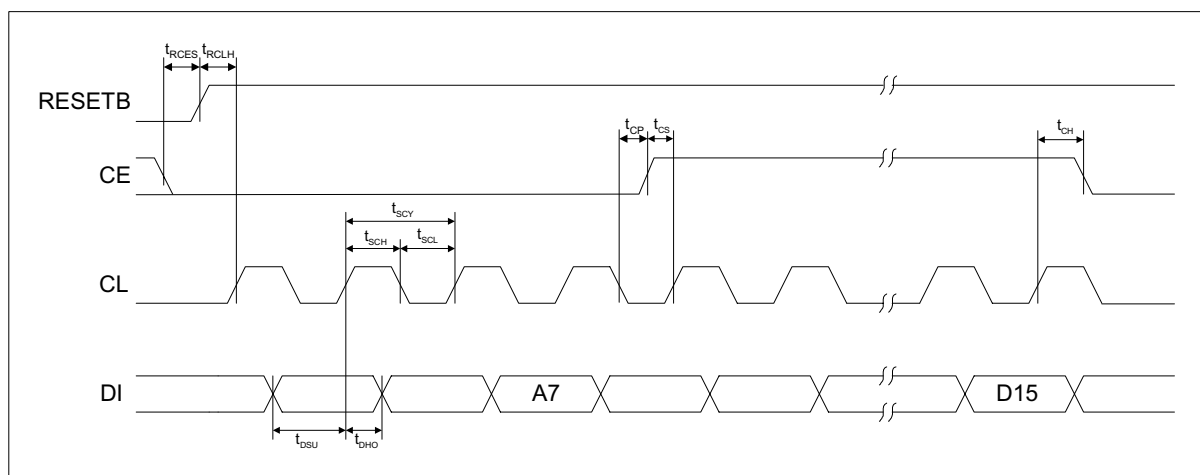 tRCES tRCLH
RESETB
tCP tCS
tCH
CE
tSCY
tSCH tSCL
CL
DI
A7
D15
tDSU tDHO